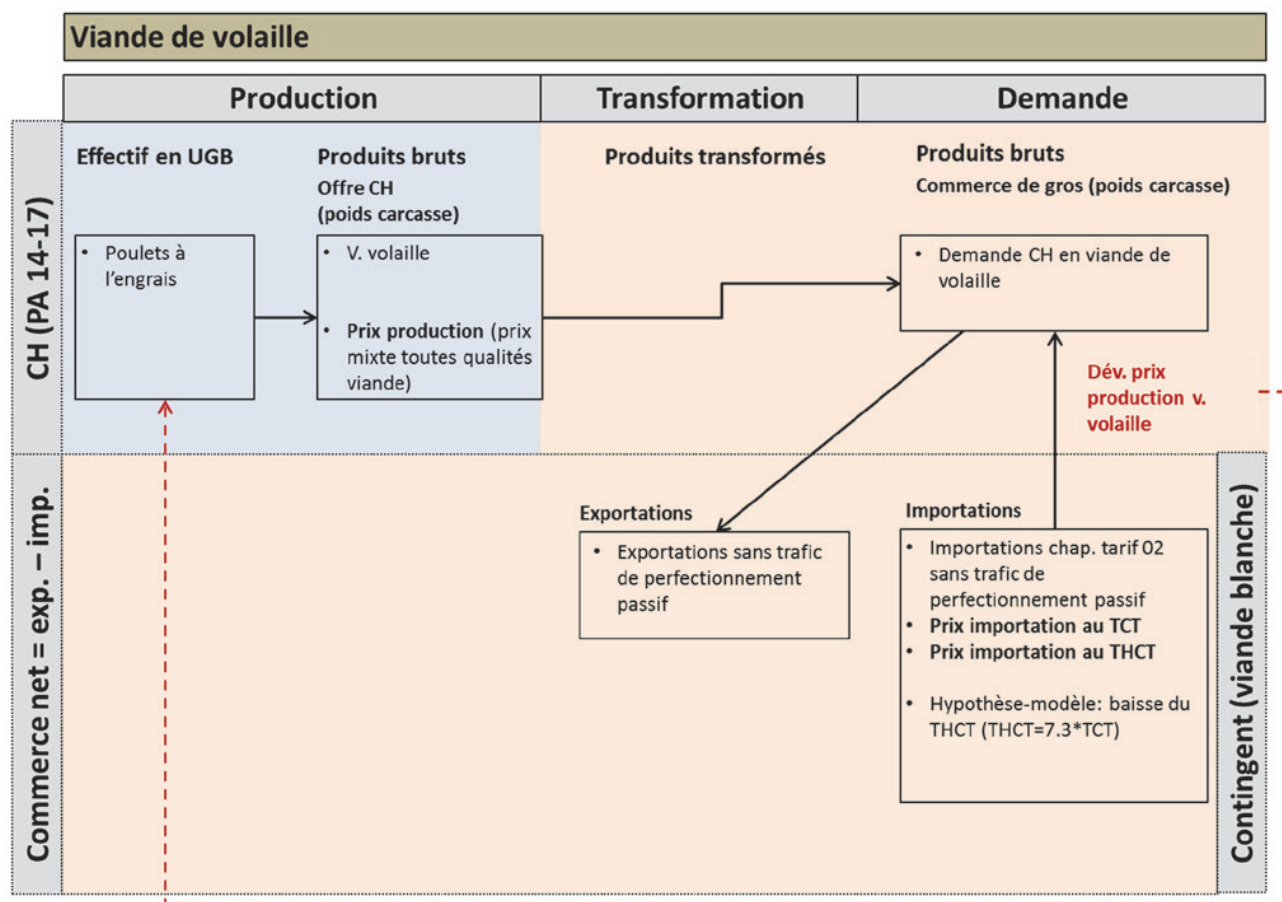 Viande de volaille
Production
Transformation
Demande
CH (PA 14-17)
Effectif en UGB
• Poulets à
l'engrais
Produits bruts
Offre CH
(poids carcasse)
• V. volaille
• Prix production (prix
mixte toutes qualités
viande)
Produits transformés
Produits bruts
Commerce de gros (poids carcasse)
• Demande CH en viande de
volaille
Dév. prix
production v.
volaille
Commerce net = exp. – imp.
Exportations
• Exportations sans trafic
de perfectionnement
passif
Importations
• Importations chap. tarif 02
sans trafic de
perfectionnement passif
• Prix importation au TCT
• Prix importation au THCT
• Hypothèse-modèle: baisse du
THCT (THCT=7.3*TCT)
Contingent (viande blanche)